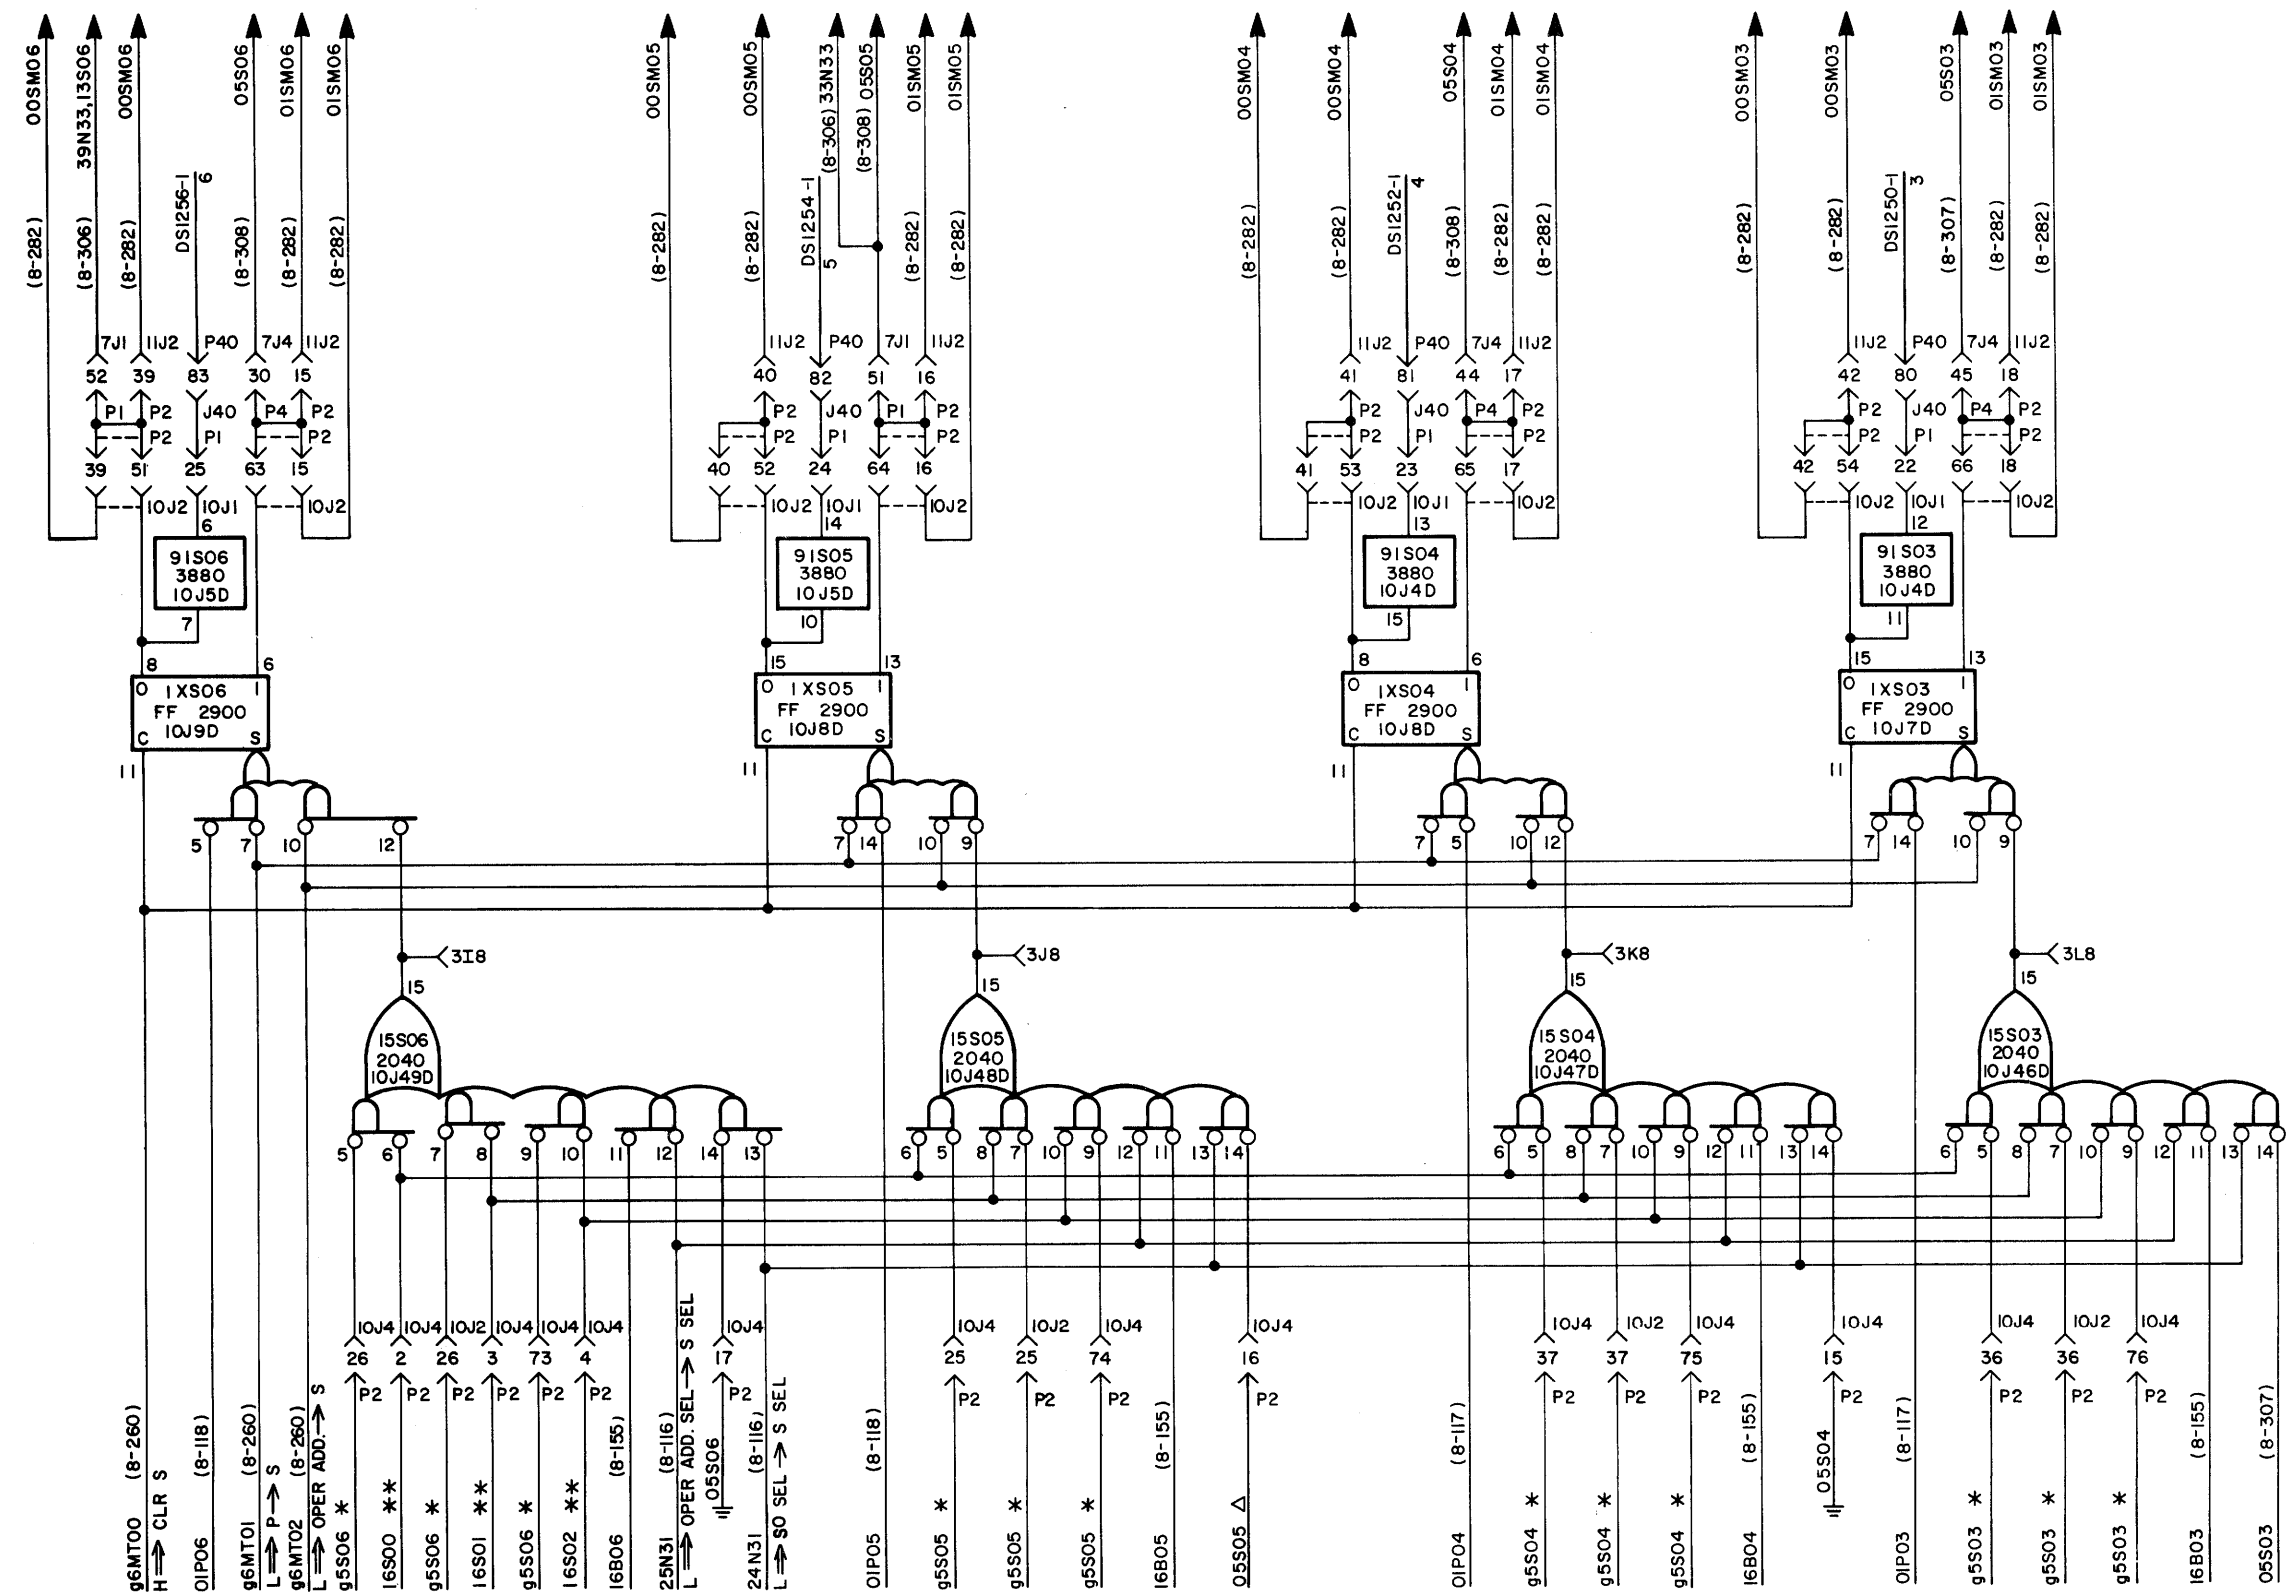 00SM06
39N33,13S06
00SM06
05S06
01SM06
01SM06
00SM05
00SM05
(8-306) 33N33
(8-308) 05S05
01SM05
01SM05
00SM04
00SM04
05S04
01SM04
01SM04
00SM03
00SM03
05S03
01SM03
01SM03
(8-282)
(8-306)
(8-282)
DS1256-1
6
(8-308)
(8-282)
(8-282)
(8-282)
(8-282)
DS1254-1
5
(8-282)
(8-282)
(8-282)
(8-282)
DS1252-1
4
(8-308)
(8-282)
(8-282)
(8-282)
(8-282)
DS1250-1
3
(8-307)
(8-282)
(8-282)
7J1 11J2 P40 7J4 11J2
11J2 P40 7J1 11J2
11J2 P40 7J4 11J2
11J2 P40 7J4 11J2
52 39 83 30 15
40 82 51 16
41 81 44 17
42 80 45 18
P1 P2 J40 P4 P2
P2 J40 P1 P2
P2 J40 P4 P2
P2 J40 P4 P2
P2 P1 P2
P2 P1 P2
P2 P1 P2
P2 P1 P2
39 51 25 63 15
40 52 24 64 16
41 53 23 65 17
42 54 22 66 18
10J2 10J1 10J2
10J2 10J1 10J2
10J2 10J1 10J2
10J2 10J1 10J2
6
14
13
12
91S06
3880
10J5D
91S05
3880
10J5D
91S04
3880
10J4D
91S03
3880
10J4D
7
10
15
11
8 6
15 13
8 6
15 13
0 1XS06 1
FF 2900
10J9D
C S
0 1XS05 1
FF 2900
10J8D
C S
0 1XS04 1
FF 2900
10J8D
C S
0 1XS03 1
FF 2900
10J7D
C S
11
11
11
11
5 7 10 12
7 14 10 9
7 5 10 12
7 14 10 9
3I8
3J8
3K8
3L8
15
15
15
15
15S06
2040
10J49D
15S05
2040
10J48D
15S04
2040
10J47D
15S03
2040
10J46D
5 6 7 8 9 10 11 12 14 13
6 5 8 7 10 9 12 11 13 14
6 5 8 7 10 9 12 11 13 14
6 5 8 7 10 9 12 11 13 14
10J4 10J4 10J2 10J4 10J4 10J4 10J4
10J4 10J2 10J4 10J4
10J4 10J2 10J4 10J4
10J4 10J2 10J4
26 2 26 3 73 4 17
25 25 74 16
37 37 75 15
36 36 76
P2 P2 P2 P2 P2 P2 P2
P2 P2 P2 P2
P2 P2 P2 P2
P2 P2 P2
g6MT00 (8-260)
H⟹CLR S
01P06 (8-118)
g6MT01 (8-260)
L⟹P→S
g6MT02 (8-260)
L⟹OPER ADD.→S
g5S06 *
16S00 **
g5S06 *
16S01 **
g5S06 *
16S02 **
16B06 (8-155)
25N31 (8-116)
L⟹OPER ADD. SEL→S SEL
05S06
24N31 (8-116)
L⟹SO SEL→S SEL
01P05 (8-118)
g5S05 *
g5S05 *
g5S05 *
16B05 (8-155)
05S05 △
01P04 (8-117)
g5S04 *
g5S04 *
g5S04 *
16B04 (8-155)
05S04
01P03 (8-117)
g5S03 *
g5S03 *
g5S03 *
16B03 (8-155)
05S03 (8-307)